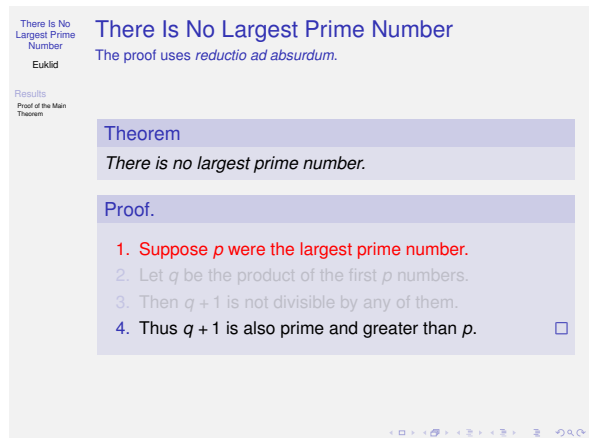 There Is No
Largest Prime
Number
Euklid
Results
Proof of the Main
Theorem
There Is No Largest Prime Number
The proof uses reductio ad absurdum.
Theorem
There is no largest prime number.
Proof.
1. Suppose p were the largest prime number.
2. Let q be the product of the first p numbers.
3. Then q + 1 is not divisible by any of them.
4. Thus q + 1 is also prime and greater than p. □